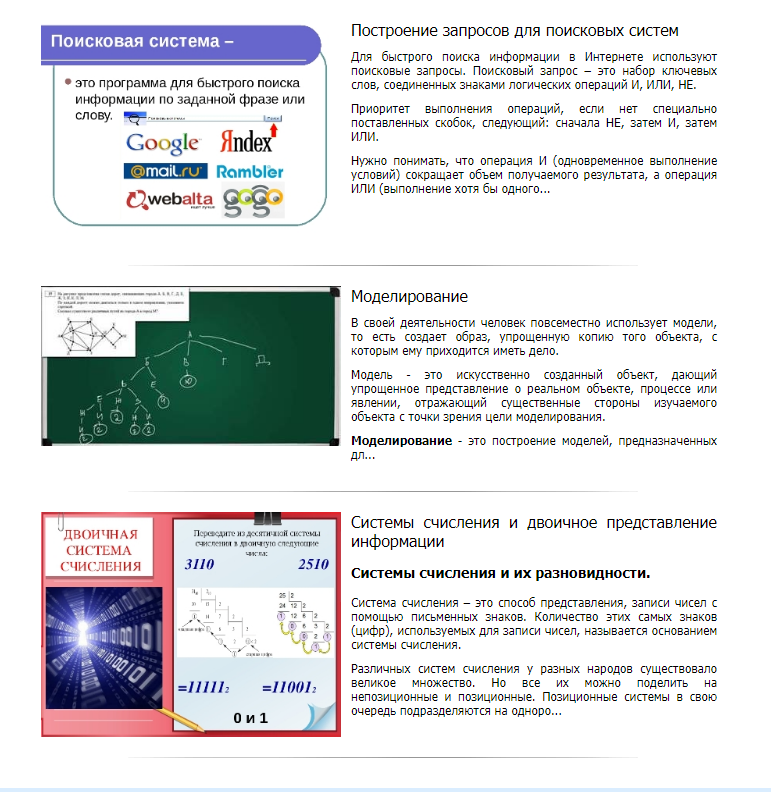 Поисковая система –
это программа для быстрого поиска
информации по заданной фразе или
слову.
Google Яndex
@mail.ru Rambler
webalta gogo
Построение запросов для поисковых систем
Для быстрого поиска информации в Интернете используют
поисковые запросы. Поисковый запрос – это набор ключевых
слов, соединенных знаками логических операций И, ИЛИ, НЕ.
Приоритет выполнения операций, если нет специально
поставленных скобок, следующий: сначала НЕ, затем И, затем
ИЛИ.
Нужно понимать, что операция И (одновременное выполнение
условий) сокращает объем получаемого результата, а операция
ИЛИ (выполнение хотя бы одного...
Моделирование
В своей деятельности человек повсеместно использует модели,
то есть создает образ, упрощенную копию того объекта, с
которым ему приходится иметь дело.
Модель - это искусственно созданный объект, дающий
упрощенное представление о реальном объекте, процессе или
явлении, отражающий существенные стороны изучаемого
объекта с точки зрения цели моделирования.
Моделирование - это построение моделей, предназначенных
дл...
ДВОИЧНАЯ
СИСТЕМА
СЧИСЛЕНИЯ
Переведите из десятичной системы
счисления в двоичную следующие
числа:
3110 2510
=11111₂ =11001₂
0 и 1
Системы счисления и двоичное представление
информации
Системы счисления и их разновидности.
Система счисления – это способ представления, записи чисел с
помощью письменных знаков. Количество этих самых знаков
(цифр), используемых для записи чисел, называется основанием
системы счисления.
Различных систем счисления у разных народов существовало
великое множество. Но все их можно поделить на
непозиционные и позиционные. Позиционные системы в свою
очередь подразделяются на одноро...